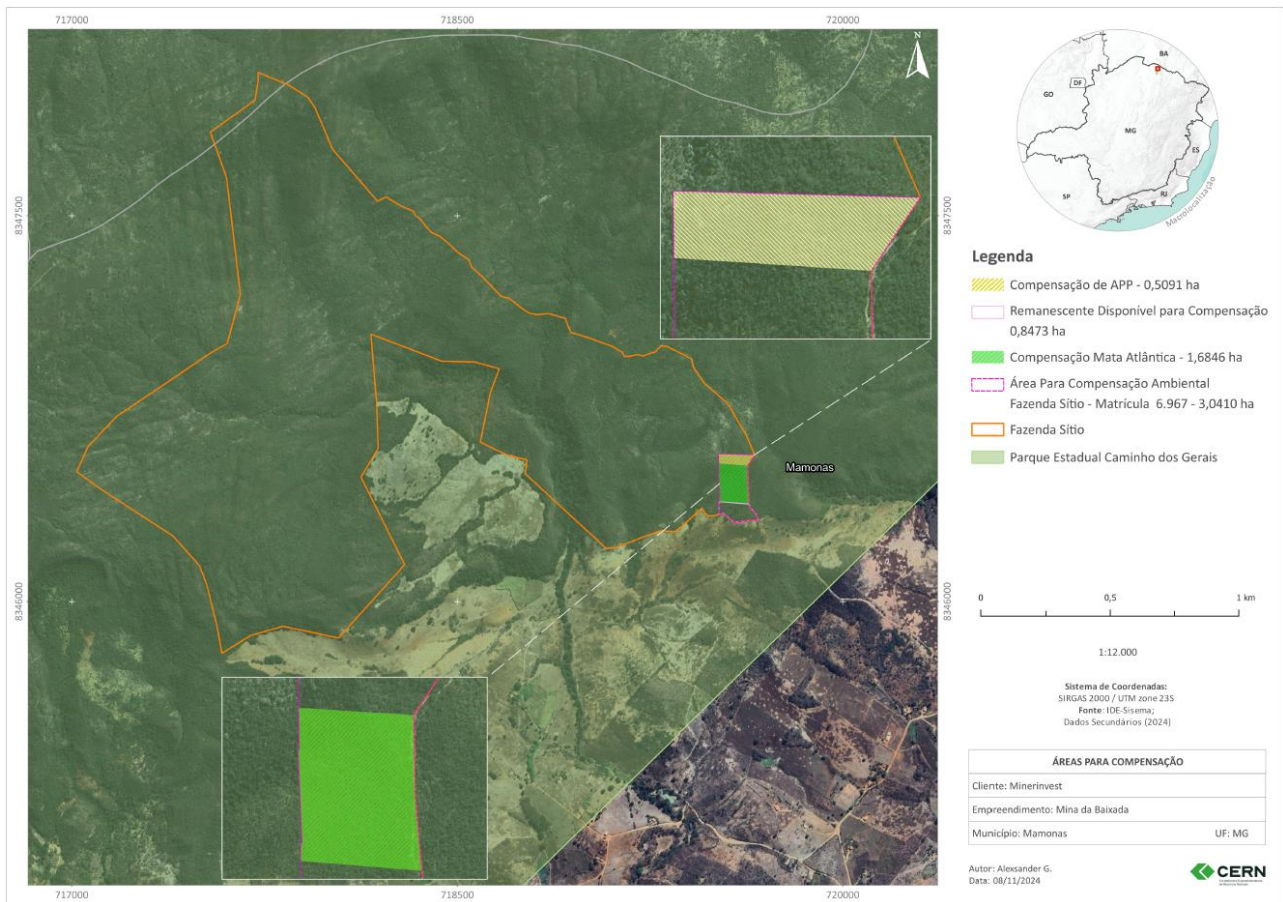 717000
718500
720000
N
8347500
8347500
8346000
8346000
Mamonas
717000
718500
720000
BA
GO
DF
MG
ES
SP
RJ
Macrolocalização
Legenda
Compensação de APP - 0,5091 ha
Remanescente Disponível para Compensação
0,8473 ha
Compensação Mata Atlântica - 1,6846 ha
Área Para Compensação Ambiental
Fazenda Sítio - Matrícula 6.967 - 3,0410 ha
Fazenda Sítio
Parque Estadual Caminho dos Gerais
0
0,5
1 km
1:12.000
Sistema de Coordenadas:
SIRGAS 2000 / UTM zone 23S
Fonte: IDE-Sisema;
Dados Secundários (2024)
ÁREAS PARA COMPENSAÇÃO
Cliente: Minerinvest
Empreendimento: Mina da Baixada
Município: Mamonas UF: MG
Autor: Alexsander G.
Data: 08/11/2024
CERN